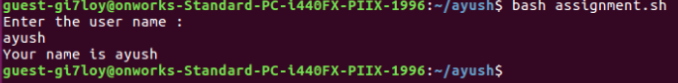 guest-gi7loy@onworks-Standard-PC-i440FX-PIIX-1996:~/ayush$ bash assignment.sh
Enter the user name :
ayush
Your name is ayush
guest-gi7loy@onworks-Standard-PC-i440FX-PIIX-1996:~/ayush$